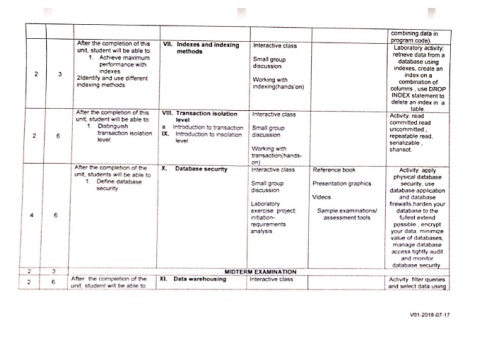 combining data in
program code).
2
3
After the completion of this
unit, student will be able to:
1. Achieve maximum
performance with
indexes
2Identify and use different
indexing methods
VII. Indexes and indexing
methods
Interactive class
Small group
discussion
Working with
indexing(hands'on)
Laboratory activity:
retrieve data from a
database using
indexes, create an
index on a
combination of
columns , use DROP
INDEX statement to
delete an index in a
table.
2
6
After the completion of this
unit, student will be able to:
1. Distinguish
transaction isolation
level
VIII. Transaction isolation
level
a. Introduction to transaction
IX. Introduction to insolation
level
Interactive class
Small group
discussion
Working with
transaction(hands-
on)
Activity: read
committed,read
uncommitted ,
repeatable read,
serializable ,
4
6
After the completion of the
unit, students will be able to
1. Define database
security
X. Database security
Interactive class
Small group
discussion
Laboratory
exercise: project
initiation-
requirements
analysis
Reference book
Presentation graphics
Videos
Sample examinations/
assessment tools
Activity: apply
physical database
security, use
database application
and database
firewalls,harden your
database to the
fullest extend
possible , encrypt
your data, minimize
value of databases,
manage database
access tightly,audit
and monitor
database security
2
3
MIDTERM EXAMINATION
2
6
After the completion of the
unit, student will be able to
XI. Data warehousing
Interactive class
Activity: filter queries
and select data using
V01-2018-07-17